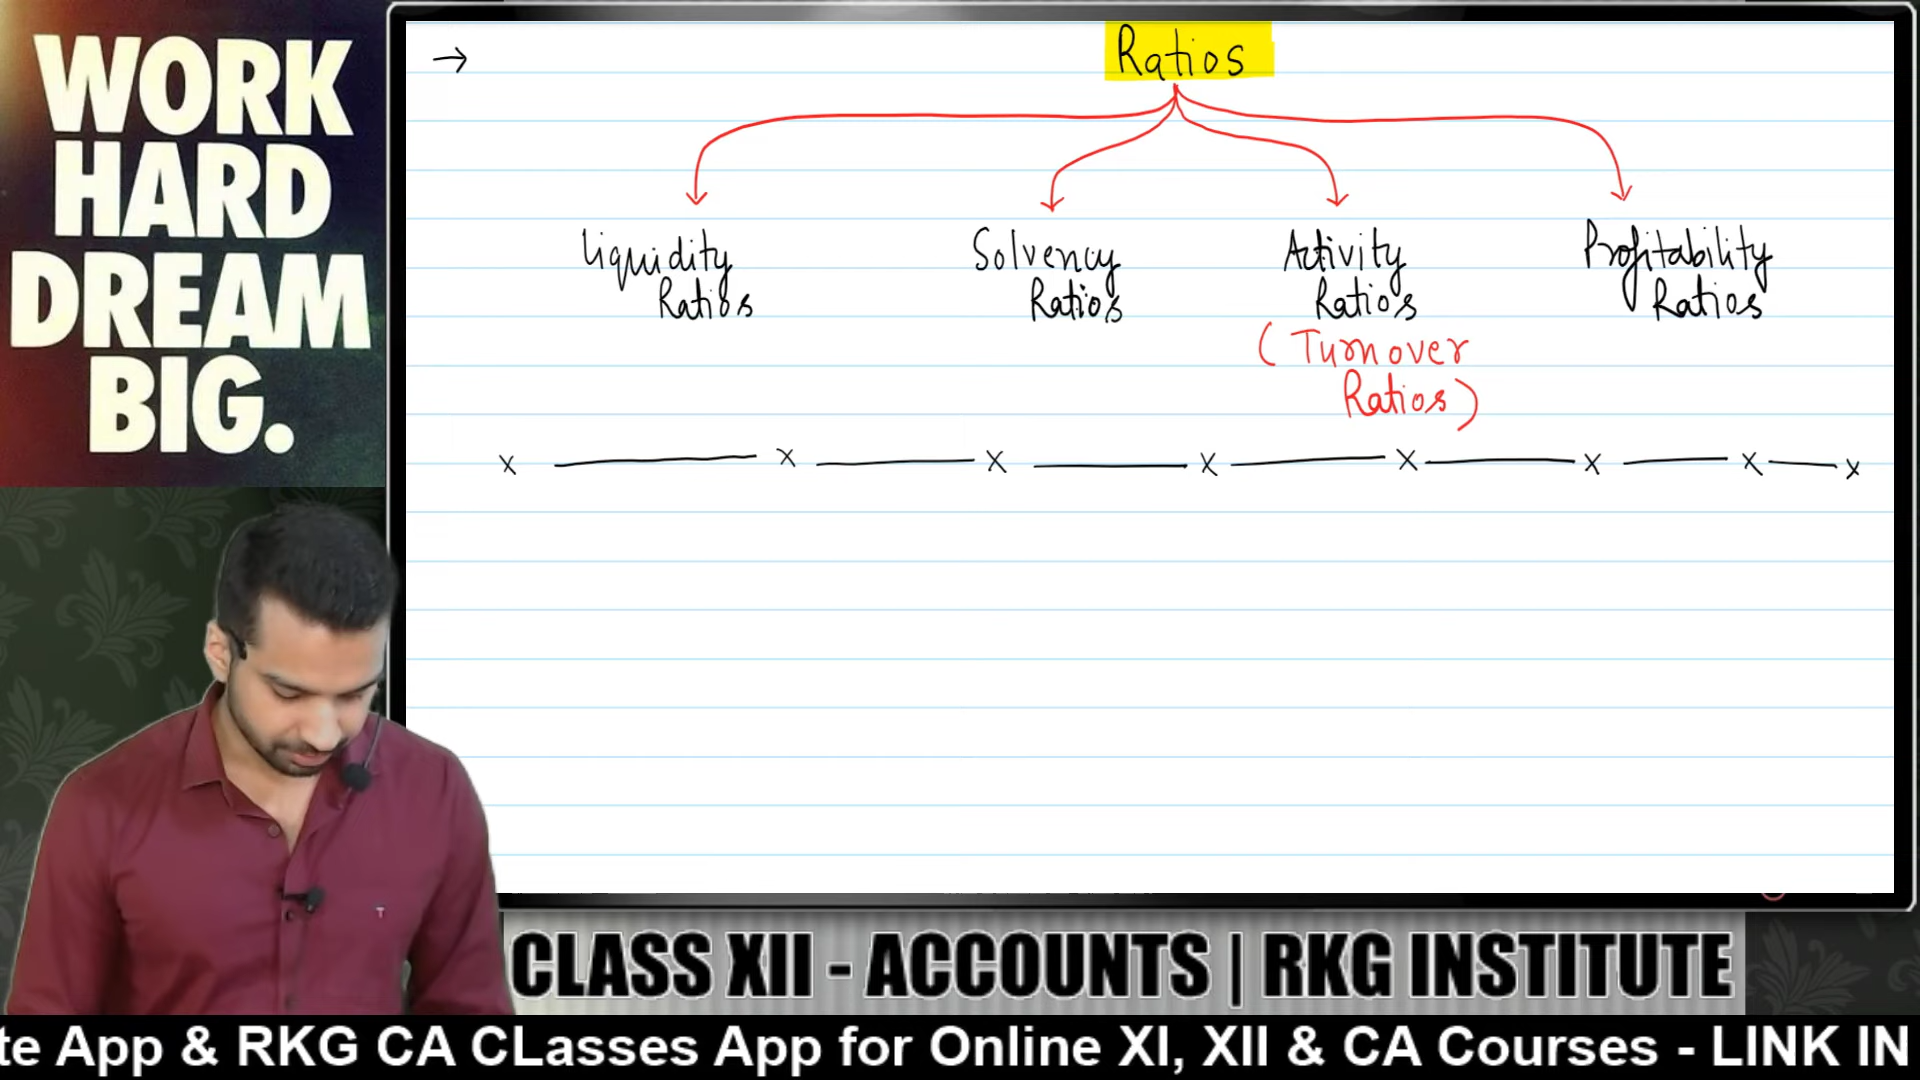 WORK
HARD
DREAM
BIG.
→ Ratios
Liquidity Ratios
Solvency Ratios
Activity Ratios
(Turnover Ratios)
Profitability Ratios
x x x x x x x x
T
CLASS XII - ACCOUNTS | RKG INSTITUTE
te App & RKG CA CLasses App for Online XI, XII & CA Courses - LINK IN